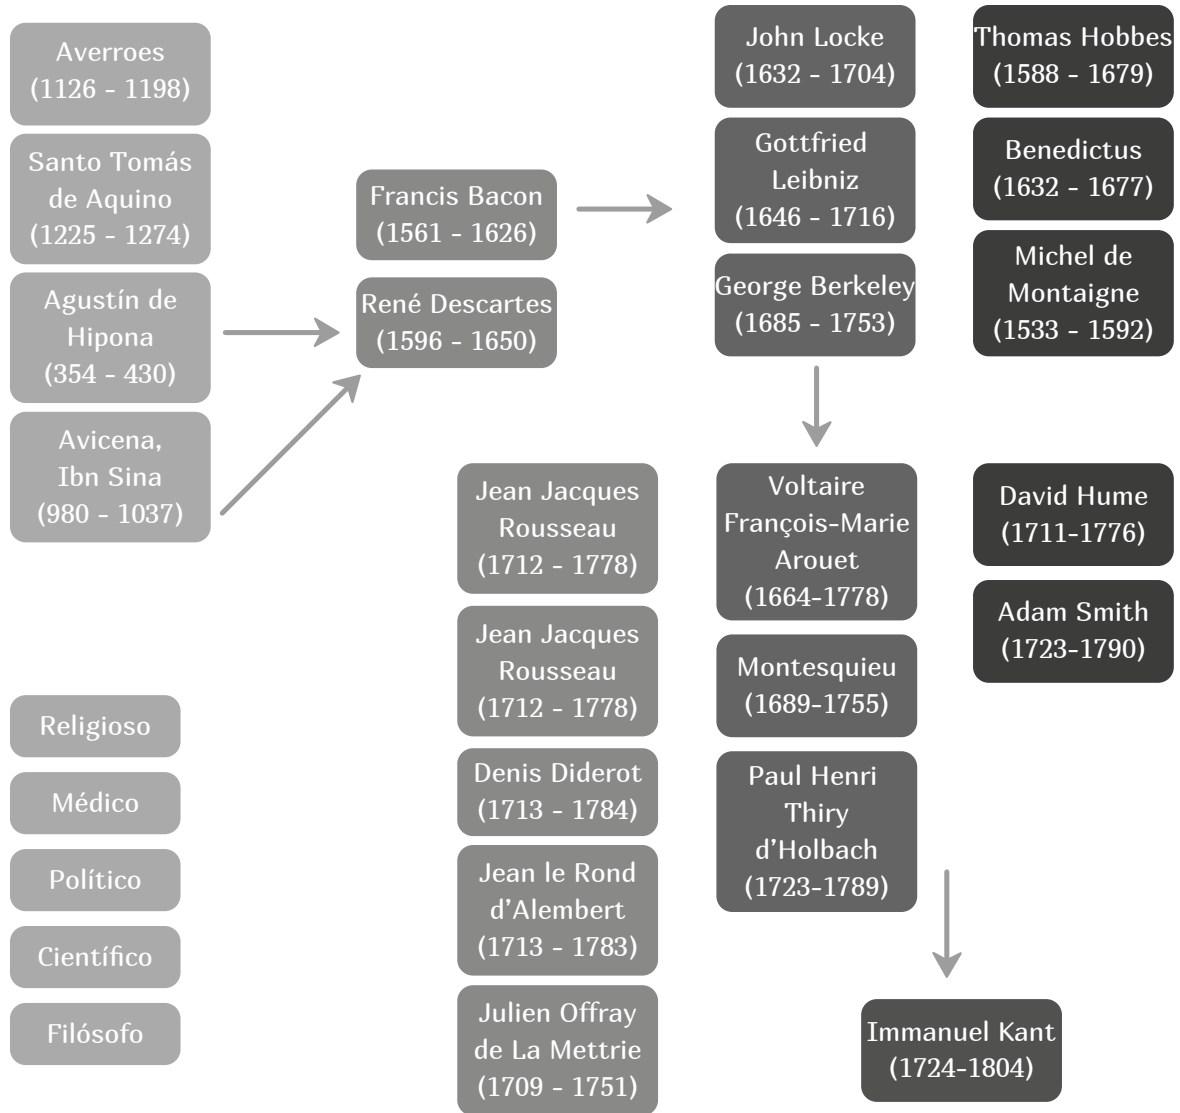 Averroes
(1126 - 1198)
Santo Tomás
de Aquino
(1225 - 1274)
Agustín de
Hipona
(354 - 430)
Avicena,
Ibn Sina
(980 - 1037)
Francis Bacon
(1561 - 1626)
René Descartes
(1596 - 1650)
John Locke
(1632 - 1704)
Gottfried
Leibniz
(1646 - 1716)
George Berkeley
(1685 - 1753)
Thomas Hobbes
(1588 - 1679)
Benedictus
(1632 - 1677)
Michel de
Montaigne
(1533 - 1592)
Jean Jacques
Rousseau
(1712 - 1778)
Jean Jacques
Rousseau
(1712 - 1778)
Denis Diderot
(1713 - 1784)
Jean le Rond
d’Alembert
(1713 - 1783)
Julien Offray
de La Mettrie
(1709 - 1751)
Voltaire
François-Marie
Arouet
(1664-1778)
Montesquieu
(1689-1755)
Paul Henri
Thiry
d’Holbach
(1723-1789)
David Hume
(1711-1776)
Adam Smith
(1723-1790)
Immanuel Kant
(1724-1804)
Religioso
Médico
Político
Científico
Filósofo